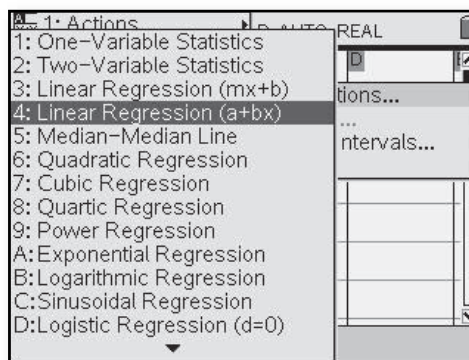 1: Actions
RAD AUTO REAL
1: One–Variable Statistics
2: Two–Variable Statistics
3: Linear Regression (mx+b)
4: Linear Regression (a+bx)
5: Median–Median Line
6: Quadratic Regression
7: Cubic Regression
8: Quartic Regression
9: Power Regression
A:Exponential Regression
B:Logarithmic Regression
C:Sinusoidal Regression
D:Logistic Regression (d=0)
D
E
tions...
...
ntervals...